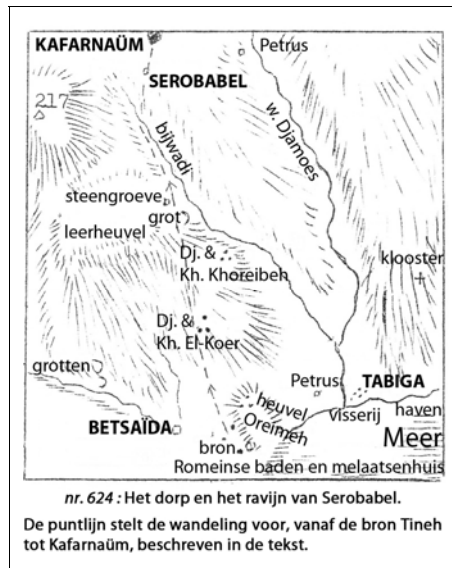 KAFARNAÜM
Petrus
SEROBABEL
217
w. Djamoes
bijwadi
steengroeve
grot
leerheuvel
Dj. &
Kh. Khoreibeh
klooster
Dj. &
Kh. El-Koer
grotten
Petrus
TABIGA
heuvel
visserij
haven
BETSAÏDA
Oreimeh
Meer
bron
Romeinse baden en melaatsenhuis
nr. 624 : Het dorp en het ravijn van Serobabel.
De puntlijn stelt de wandeling voor, vanaf de bron Tineh
tot Kafarnaüm, beschreven in de tekst.